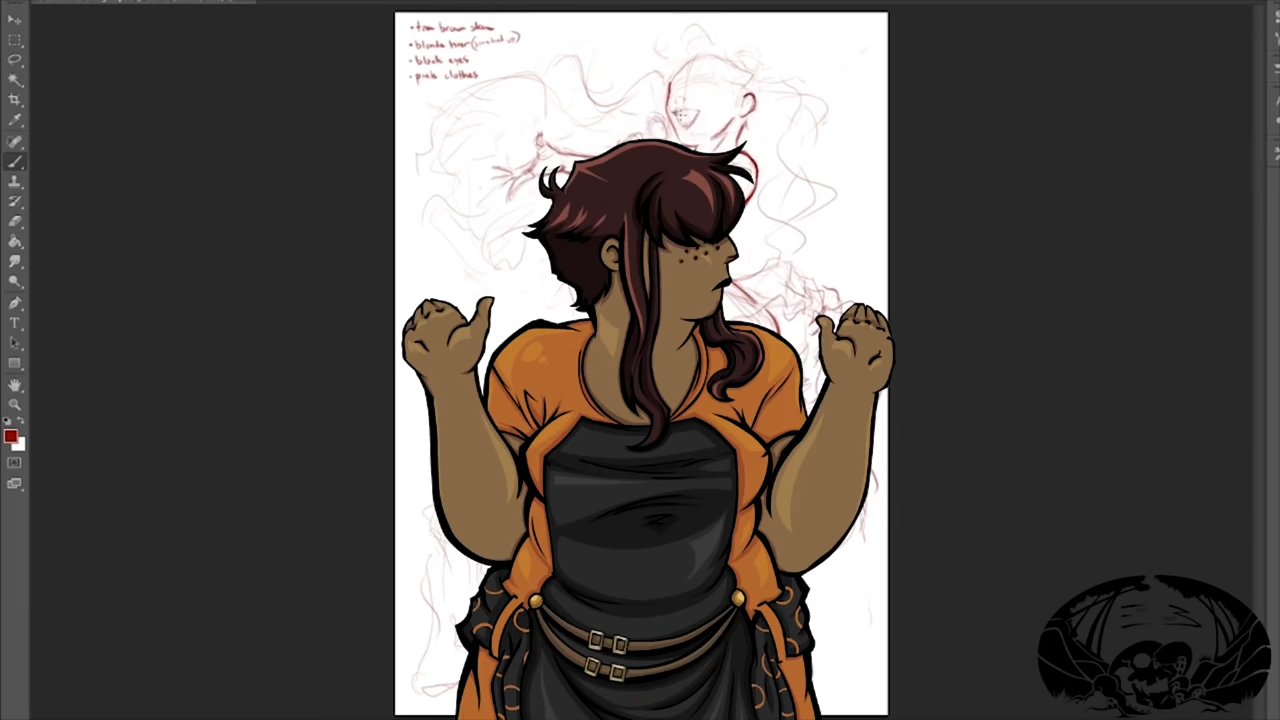 • tan brown skin
• blonde hair
• black eyes
• pink clothes